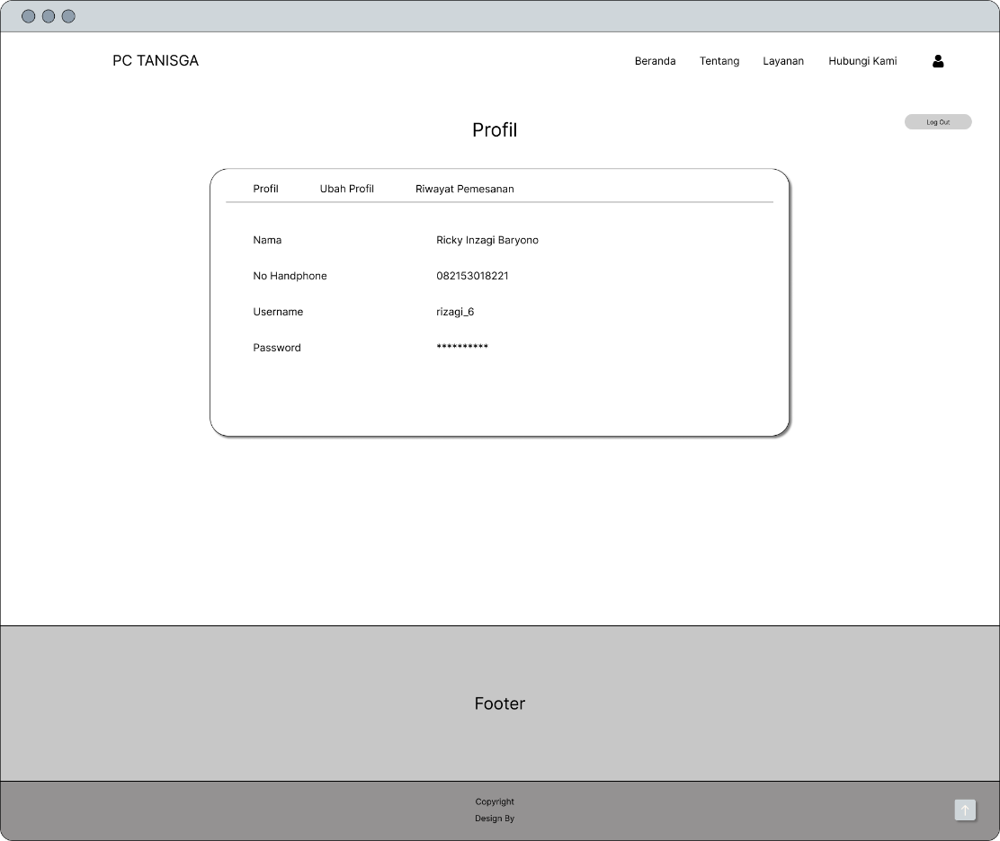 PC TANISGA
Beranda Tentang Layanan Hubungi Kami
Log Out
Profil
Profil Ubah Profil Riwayat Pemesanan
Nama Ricky Inzagi Baryono
No Handphone 082153018221
Username rizagi_6
Password **********
Footer
Copyright
Design By